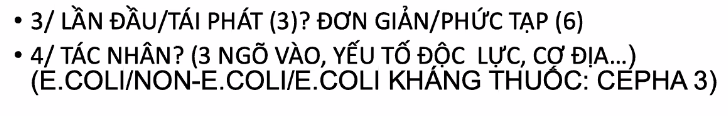 • 3/ LẦN ĐẦU/TÁI PHÁT (3)? ĐƠN GIẢN/PHỨC TẠP (6)
• 4/ TÁC NHÂN? (3 NGÕ VÀO, YẾU TỐ ĐỘC LỰC, CƠ ĐỊA...)
(E.COLI/NON-E.COLI/E.COLI KHÁNG THUỐC: CEPHA 3)